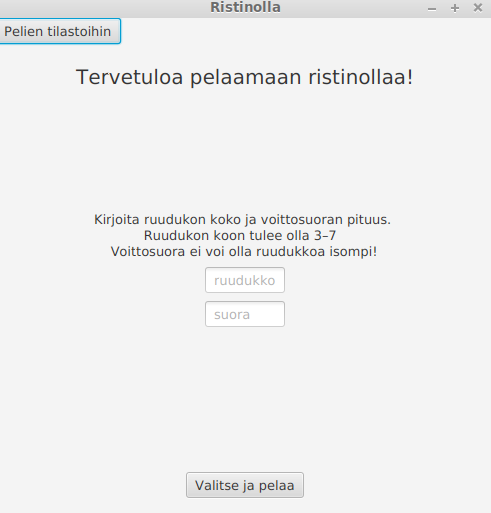 Ristinolla
Pelien tilastoihin
Tervetuloa pelaamaan ristinollaa!
Kirjoita ruudukon koko ja voittosuoran pituus.
Ruudukon koon tulee olla 3–7
Voittosuora ei voi olla ruudukkoa isompi!
ruudukko
suora
Valitse ja pelaa